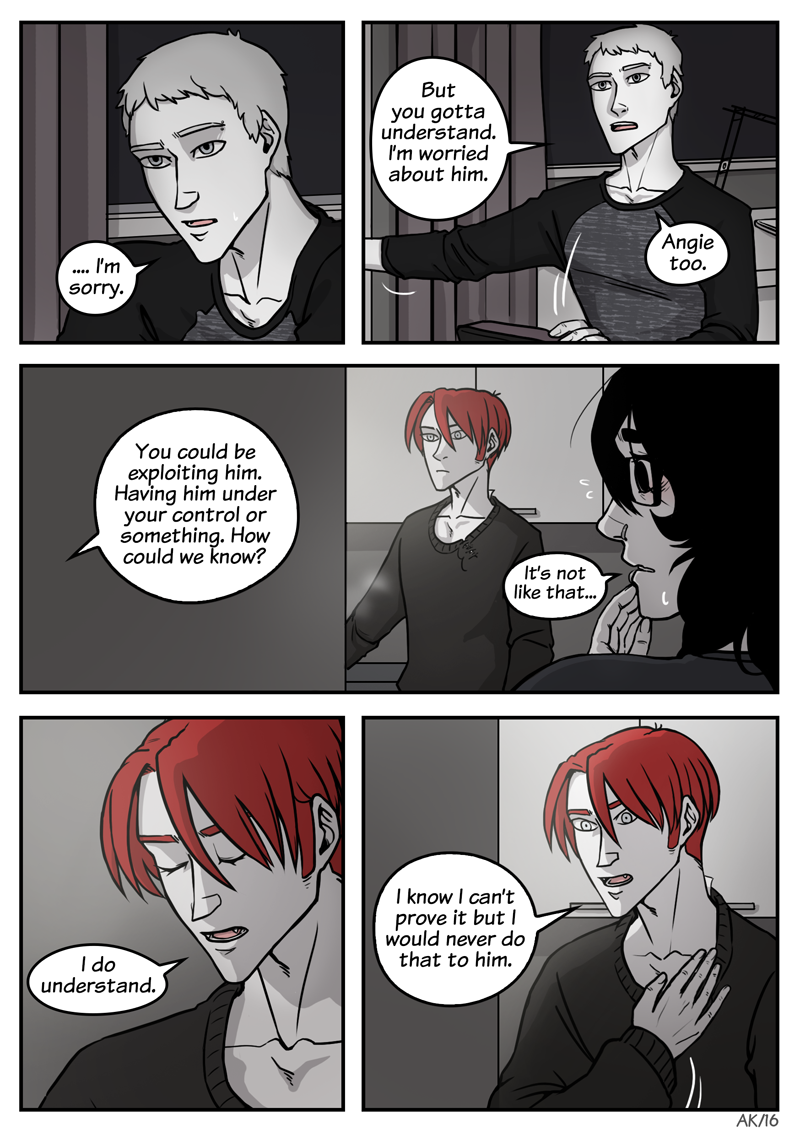 .... I'm
sorry.
But
you gotta
understand.
I'm worried
about him.
Angie
too.
You could be
exploiting him.
Having him under
your control or
something. How
could we know?
It's not
like that...
I do
understand.
I know I can't
prove it but I
would never do
that to him.
AK/16